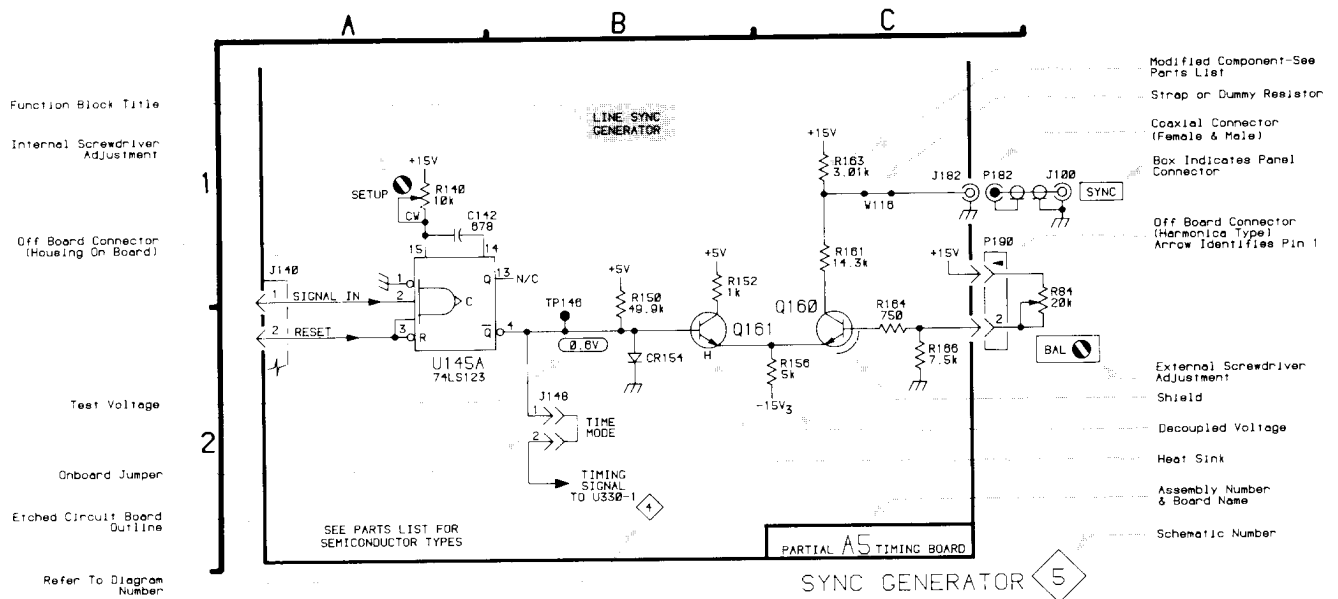 A
B
C
1
2
Function Block Title
Internal Screwdriver
Adjustment
Off Board Connector
(Housing On Board)
Test Voltage
Onboard Jumper
Etched Circuit Board
Outline
Refer To Diagram
Number
Modified Component-See
Parts List
Strap or Dummy Resistor
Coaxial Connector
(Female & Male)
Box Indicates Panel
Connector
Off Board Connector
(Harmonica Type)
Arrow Identifies Pin 1
External Screwdriver
Adjustment
Shield
Decoupled Voltage
Heat Sink
Assembly Number
& Board Name
Schematic Number
LINE SYNC
GENERATOR
+15V
SETUP
R140
10k
CW
C142
678
15
14
J140
1
SIGNAL IN
2
RESET
1
2
3
R
C
Q
13
N/C
Q
4
U145A
74LS123
TP146
0.6V
+5V
R150
49.9k
CR154
+5V
R152
1k
Q161
H
J148
1
2
TIME
MODE
TIMING
SIGNAL
TO U330-1
4
+15V
R163
3.01k
W116
R161
14.3k
Q160
R156
5k
-15V3
R164
750
R166
7.5k
J182
P182
J100
SYNC
+15V
P190
2
R84
20k
BAL
SEE PARTS LIST FOR
SEMICONDUCTOR TYPES
PARTIAL A5 TIMING BOARD
SYNC GENERATOR
5